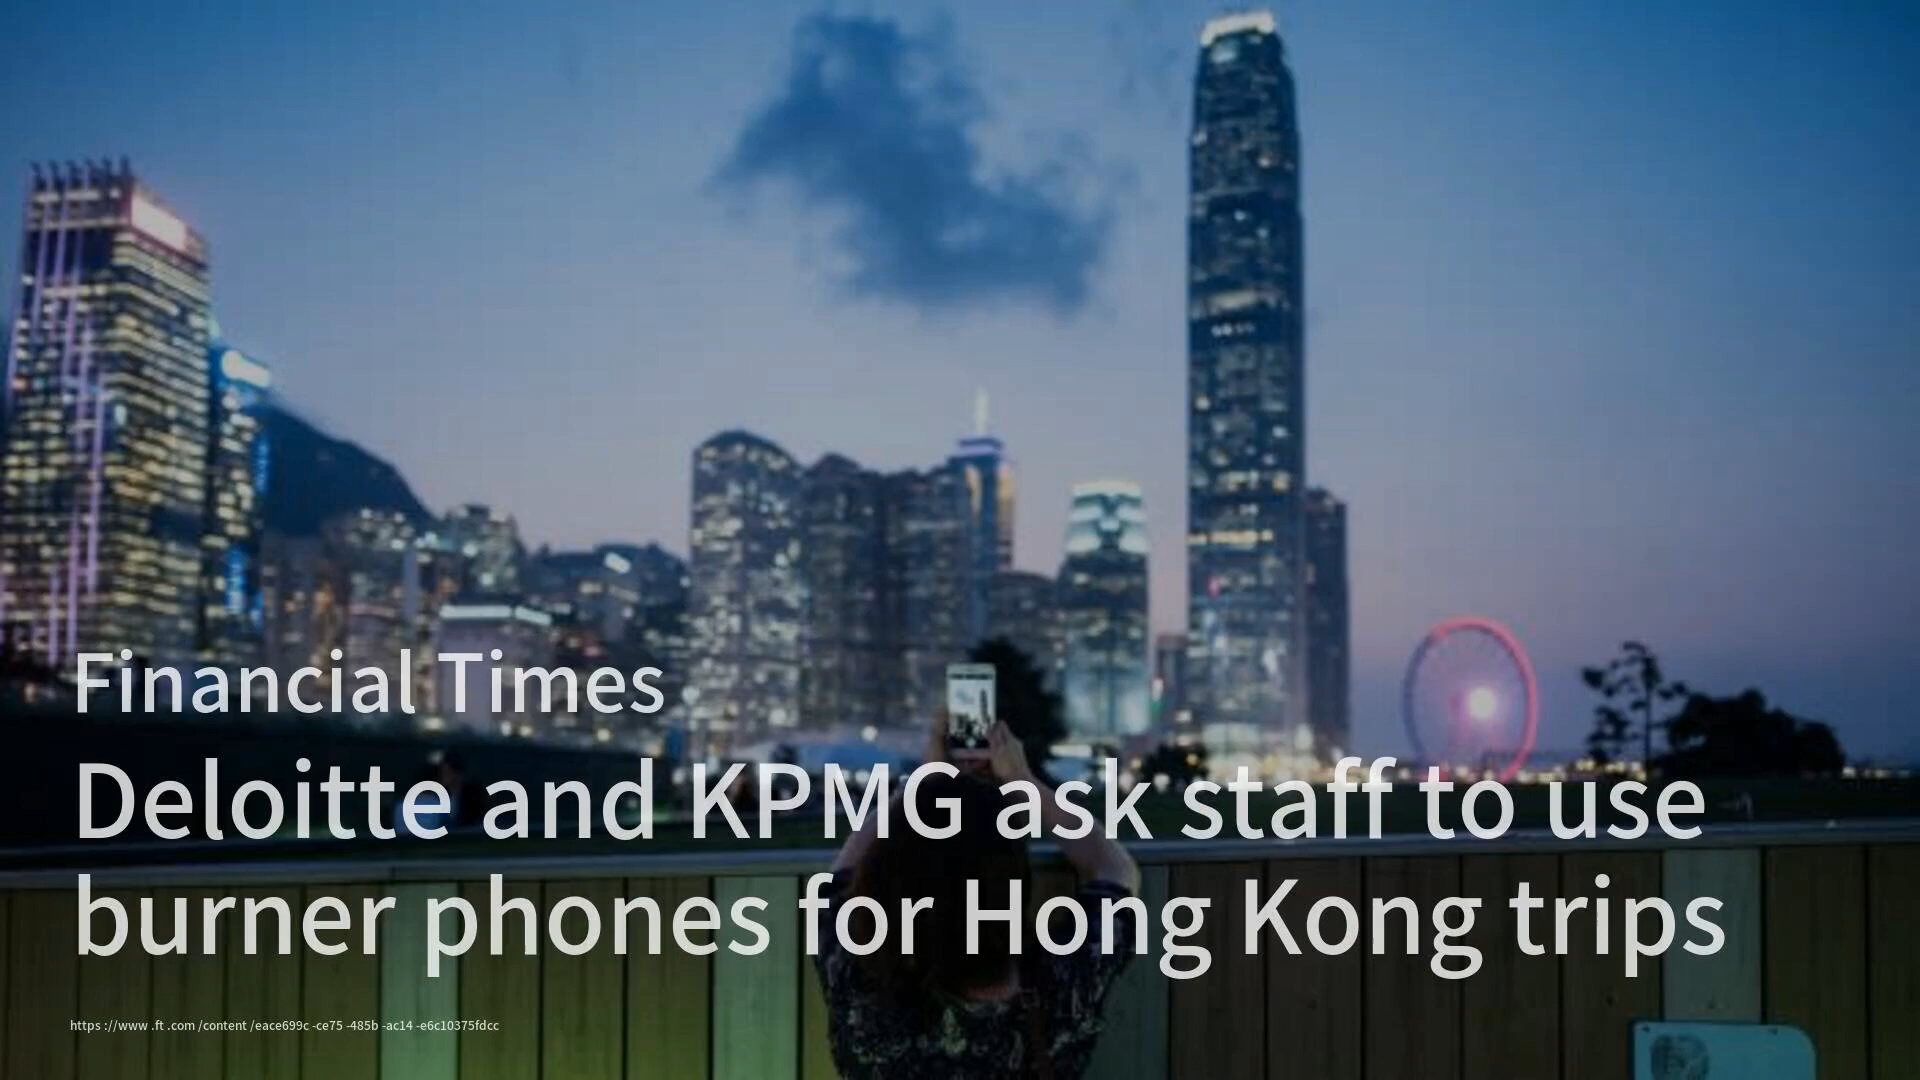 Financial Times
Deloitte and KPMG ask staff to use
burner phones for Hong Kong trips
https ://www .ft .com /content /eace699c -ce75 -485b -ac14 -e6c10375fdcc